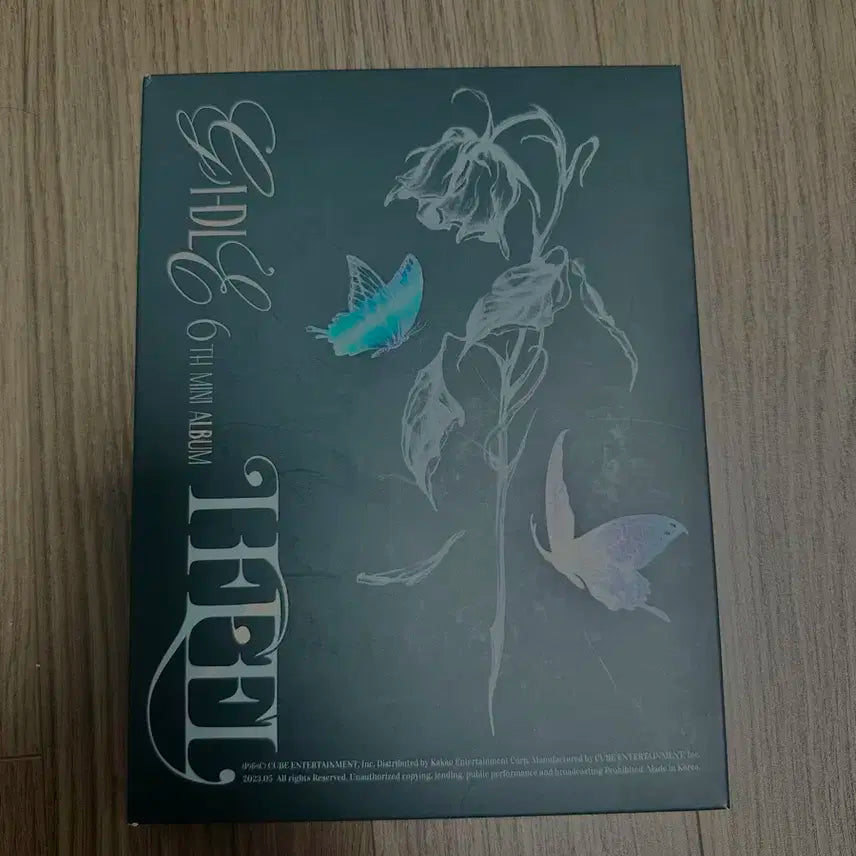 G I-DLE
6TH MINI ALBUM
I FEEL
(P)&(C) CUBE ENTERTAINMENT, Inc. Distributed by Kakao Entertainment Corp. Manufactured by CUBE ENTERTAINMENT, Inc.
2023.05 All rights Reserved. Unauthorized copying, lending, public performance and broadcasting Prohibited. Made in Korea.